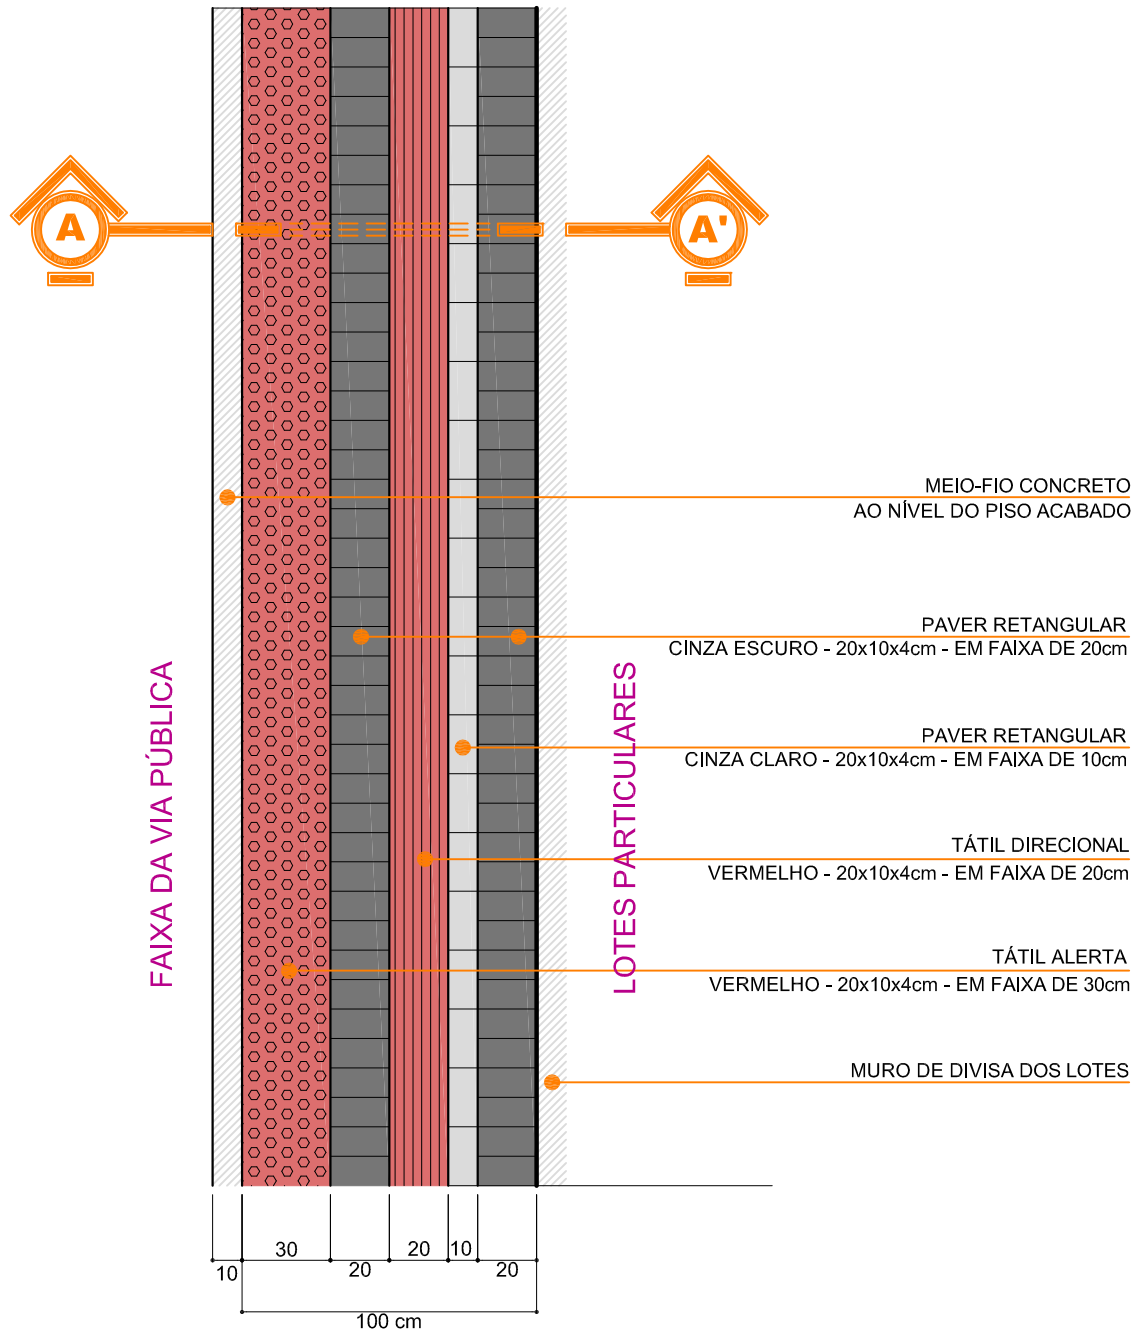 A
A'
MEIO-FIO CONCRETO
AO NÍVEL DO PISO ACABADO
PAVER RETANGULAR
CINZA ESCURO - 20x10x4cm - EM FAIXA DE 20cm
PAVER RETANGULAR
CINZA CLARO - 20x10x4cm - EM FAIXA DE 10cm
TÁTIL DIRECIONAL
VERMELHO - 20x10x4cm - EM FAIXA DE 20cm
TÁTIL ALERTA
VERMELHO - 20x10x4cm - EM FAIXA DE 30cm
MURO DE DIVISA DOS LOTES
FAIXA DA VIA PÚBLICA
LOTES PARTICULARES
30
20
10
10
20
20
100 cm